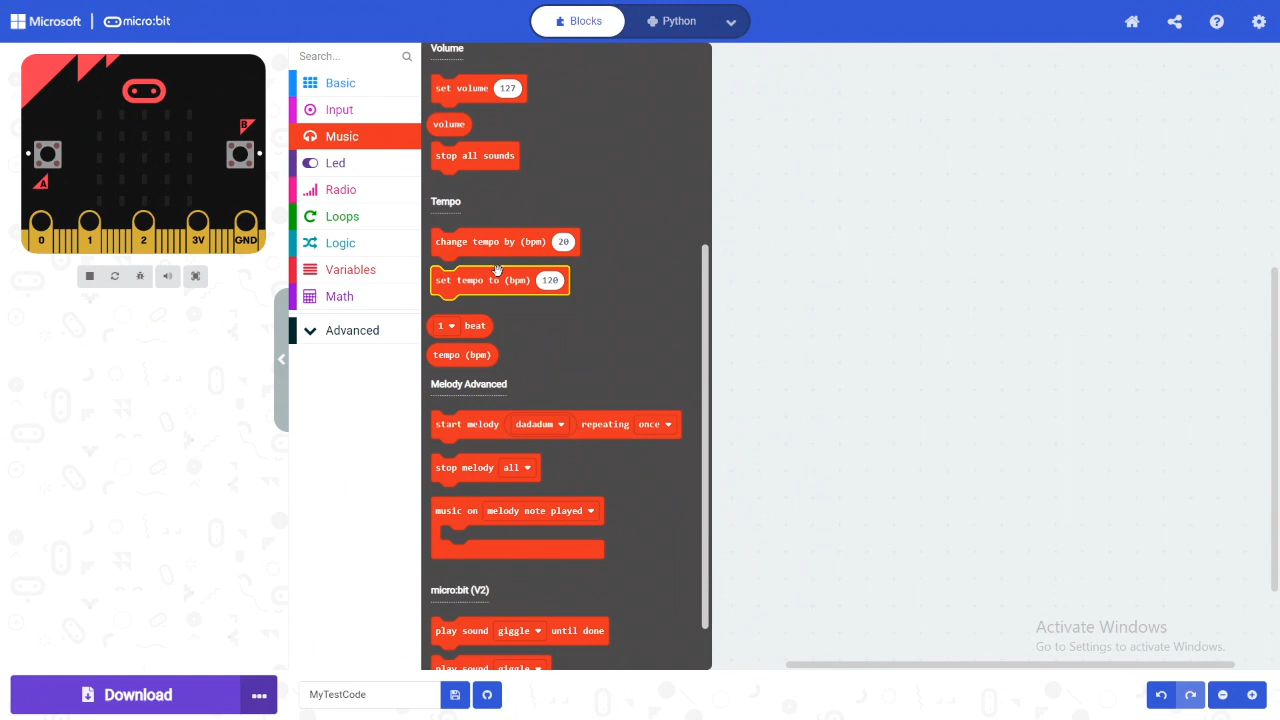 Microsoft micro:bit Blocks Python
Search...
Basic
Input
Music
Led
Radio
Loops
Logic
Variables
Math
Advanced
A
B
0 1 2 3V GND
Volume
set volume 127
volume
stop all sounds
Tempo
change tempo by (bpm) 20
set tempo to (bpm) 120
1 beat
tempo (bpm)
Melody Advanced
start melody dadadum repeating once
stop melody all
music on melody note played
micro:bit (V2)
play sound giggle until done
play sound giggle
Activate Windows
Go to Settings to activate Windows.
Download ... MyTestCode